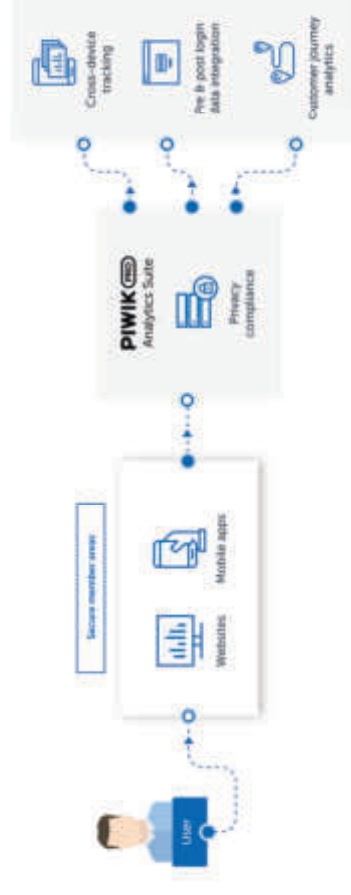 User
Secure member areas
Websites
Mobile apps
PIWIK PRO
Analytics Suite
Privacy
compliance
Cross-device
tracking
Pre & post login
data integration
Customer journey
analytics